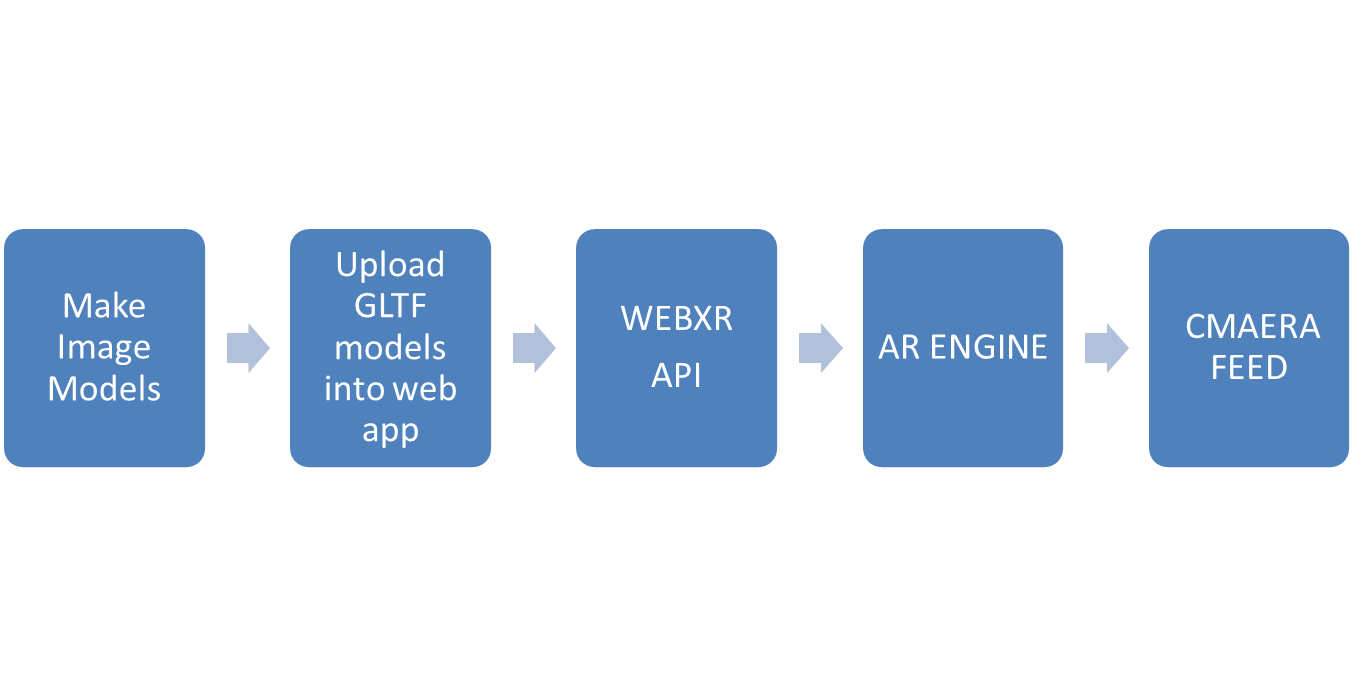 Make
Image
Models
Upload
GLTF
models
into web
app
WEBXR
API
AR ENGINE
CMAERA
FEED